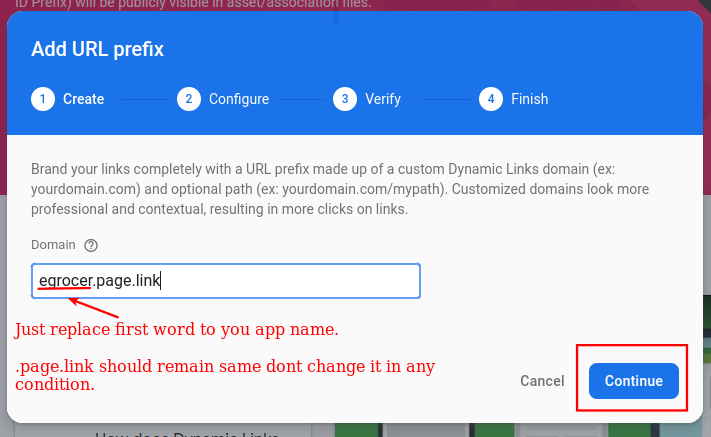 ID Prefix) will be publicly visible in asset/association files.
Add URL prefix
1 Create 2 Configure 3 Verify 4 Finish
Brand your links completely with a URL prefix made up of a custom Dynamic Links domain (ex:
yourdomain.com) and optional path (ex: yourdomain.com/mypath). Customized domains look more
professional and contextual, resulting in more clicks on links.
Domain ?
egrocer.page.link
Just replace first word to you app name.
.page.link should remain same dont change it in any
condition.
Cancel Continue
How does Dynamic Links